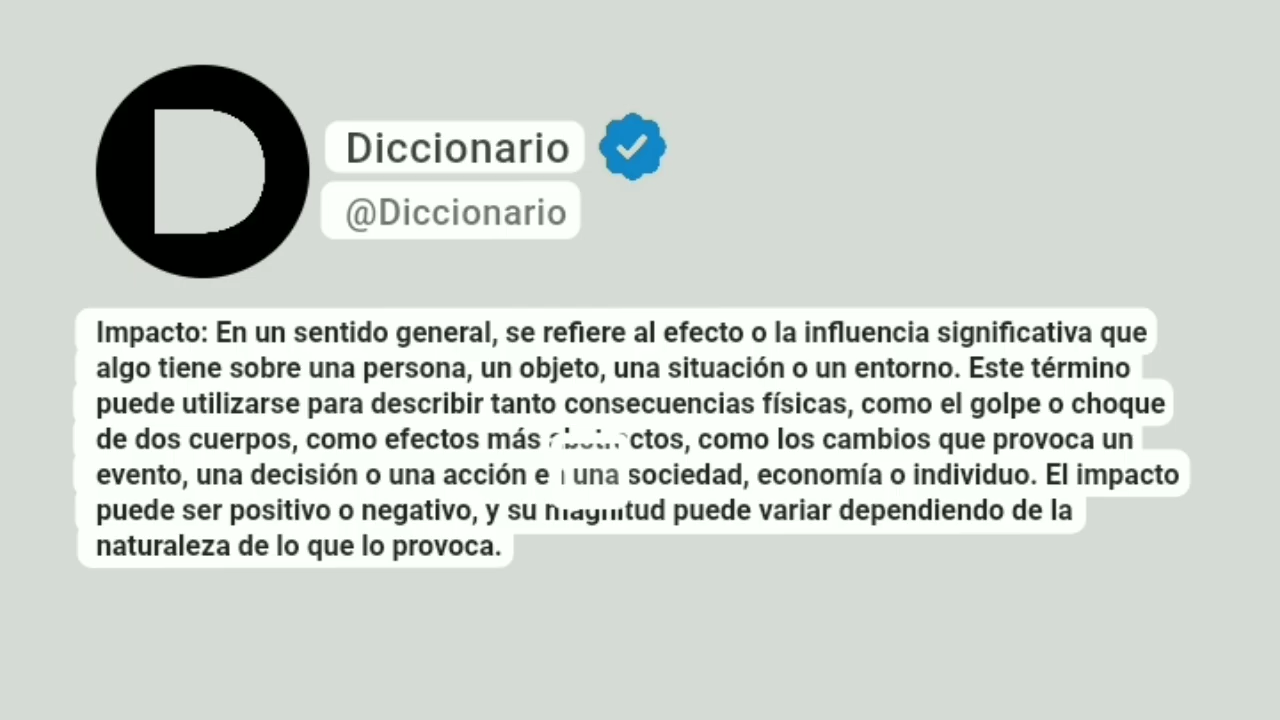 D
Diccionario
@Diccionario
Impacto: En un sentido general, se refiere al efecto o la influencia significativa que
algo tiene sobre una persona, un objeto, una situación o un entorno. Este término
puede utilizarse para describir tanto consecuencias físicas, como el golpe o choque
de dos cuerpos, como efectos más abstractos, como los cambios que provoca un
evento, una decisión o una acción en una sociedad, economía o individuo. El impacto
puede ser positivo o negativo, y su magnitud puede variar dependiendo de la
naturaleza de lo que lo provoca.